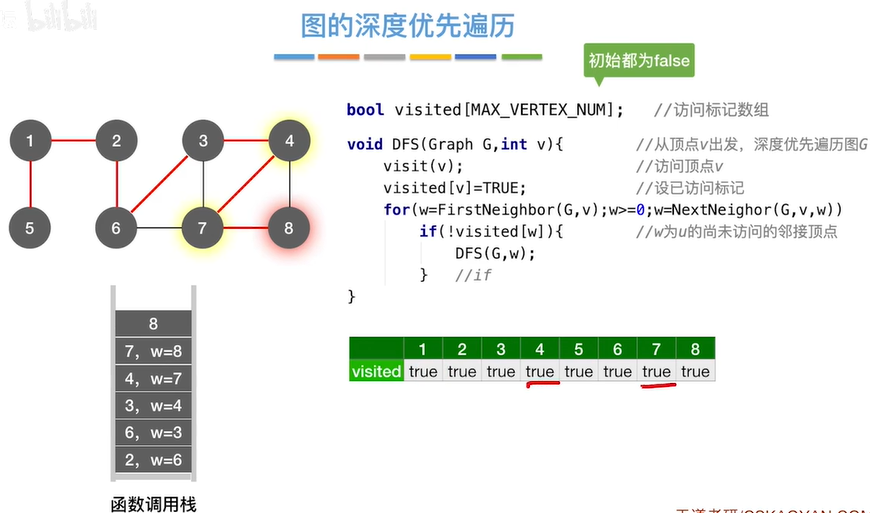 bilibili
图的深度优先遍历
初始都为false
bool visited[MAX_VERTEX_NUM]; //访问标记数组
void DFS(Graph G,int v){ //从顶点v出发，深度优先遍历图G
visit(v); //访问顶点v
visited[v]=TRUE; //设已访问标记
for(w=FirstNeighbor(G,v);w>=0;w=NextNeighor(G,v,w))
if(!visited[w]){ //w为u的尚未访问的邻接顶点
DFS(G,w);
} //if
}
1 2 3 4
5 6 7 8
8
7，w=8
4，w=7
3，w=4
6，w=3
2，w=6
函数调用栈
1 2 3 4 5 6 7 8
visited true true true true true true true true